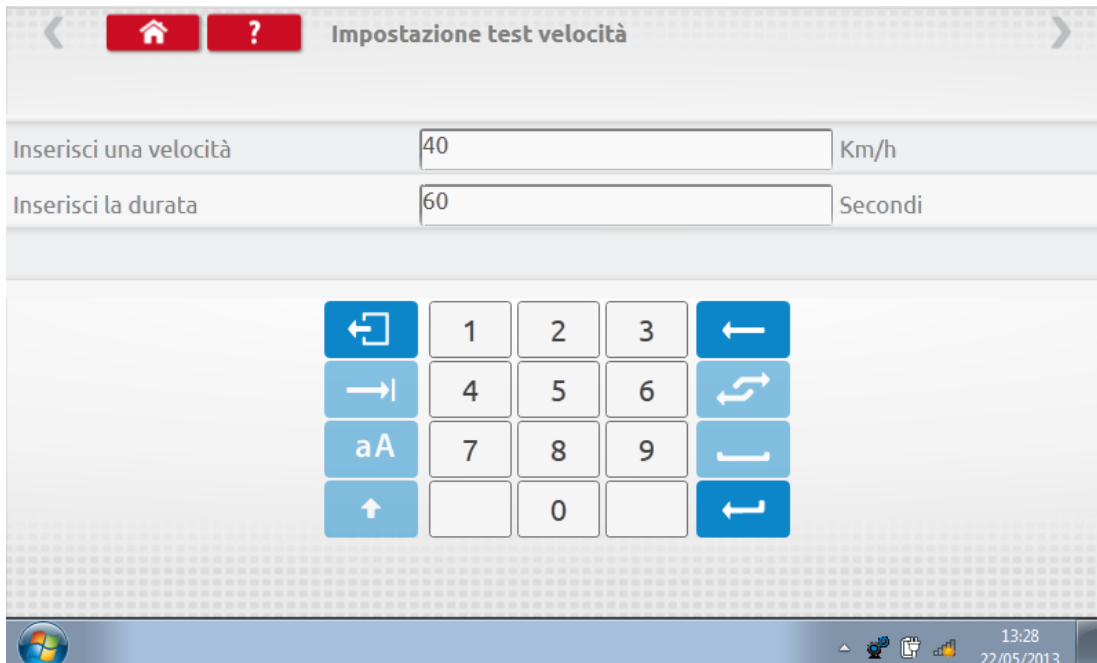 ? Impostazione test velocità
Inserisci una velocità 40 Km/h
Inserisci la durata 60 Secondi
1 2 3
4 5 6
aA 7 8 9
0
13:28
22/05/2013